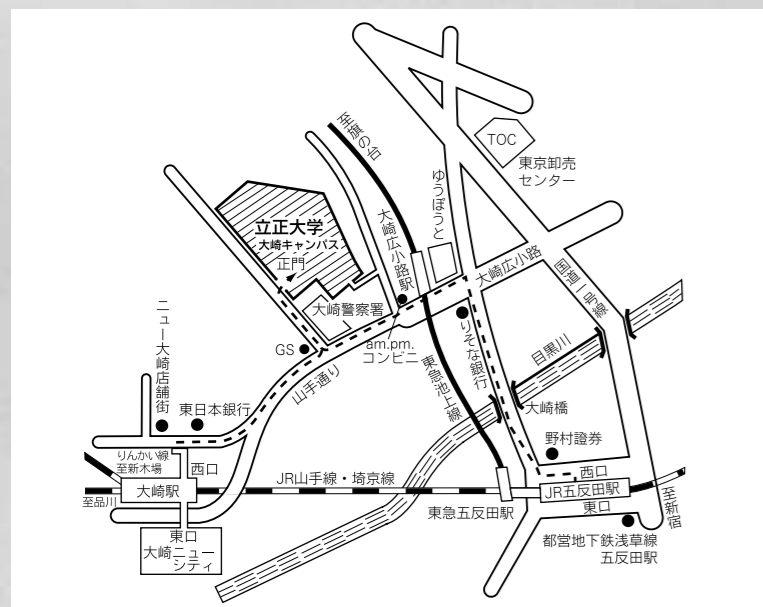 至旗の台
TOC
東京卸売
センター
ゆうぽうと
大崎広小路駅
立正大学
大崎キャンパス
正門
大崎広小路
国道一号線
大崎警察署
am.pm.
コンビニ
りそな銀行
目黒川
GS
山手通り
東急池上線
ニュー大崎店舗街
東日本銀行
大崎橋
野村證券
りんかい線
至新木場
西口
西口
大崎駅
JR山手線・埼京線
JR五反田駅
至品川
東急五反田駅
東口
至新宿
東口
大崎ニュー
シティ
都営地下鉄浅草線
五反田駅